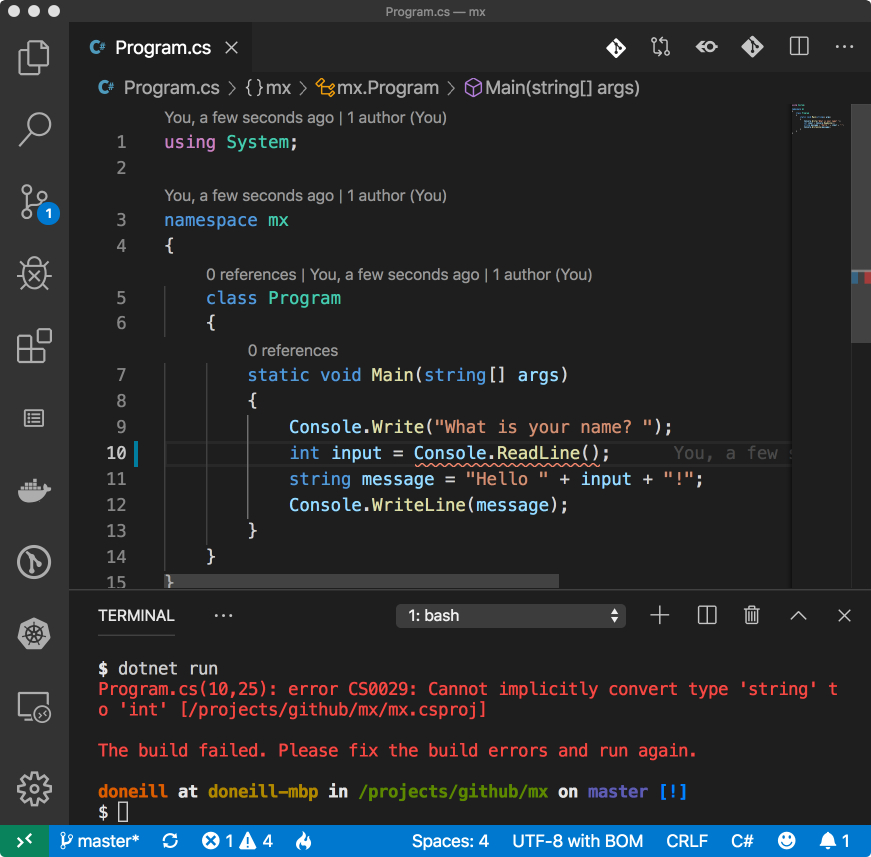 Program.cs — mx
C# Program.cs
C# Program.cs > {} mx > mx.Program > Main(string[] args)
You, a few seconds ago | 1 author (You)
1 using System;
2
You, a few seconds ago | 1 author (You)
3 namespace mx
4 {
0 references | You, a few seconds ago | 1 author (You)
5 class Program
6 {
0 references
7 static void Main(string[] args)
8 {
9 Console.Write("What is your name? ");
10 int input = Console.ReadLine(); You, a few s
11 string message = "Hello " + input + "!";
12 Console.WriteLine(message);
13 }
14 }
15 }
1
TERMINAL ··· 1: bash
$ dotnet run
Program.cs(10,25): error CS0029: Cannot implicitly convert type 'string' t
o 'int' [/projects/github/mx/mx.csproj]
The build failed. Please fix the build errors and run again.
doneill at doneill-mbp in /projects/github/mx on master [!]
$
master* 1 4 Spaces: 4 UTF-8 with BOM CRLF C# 1